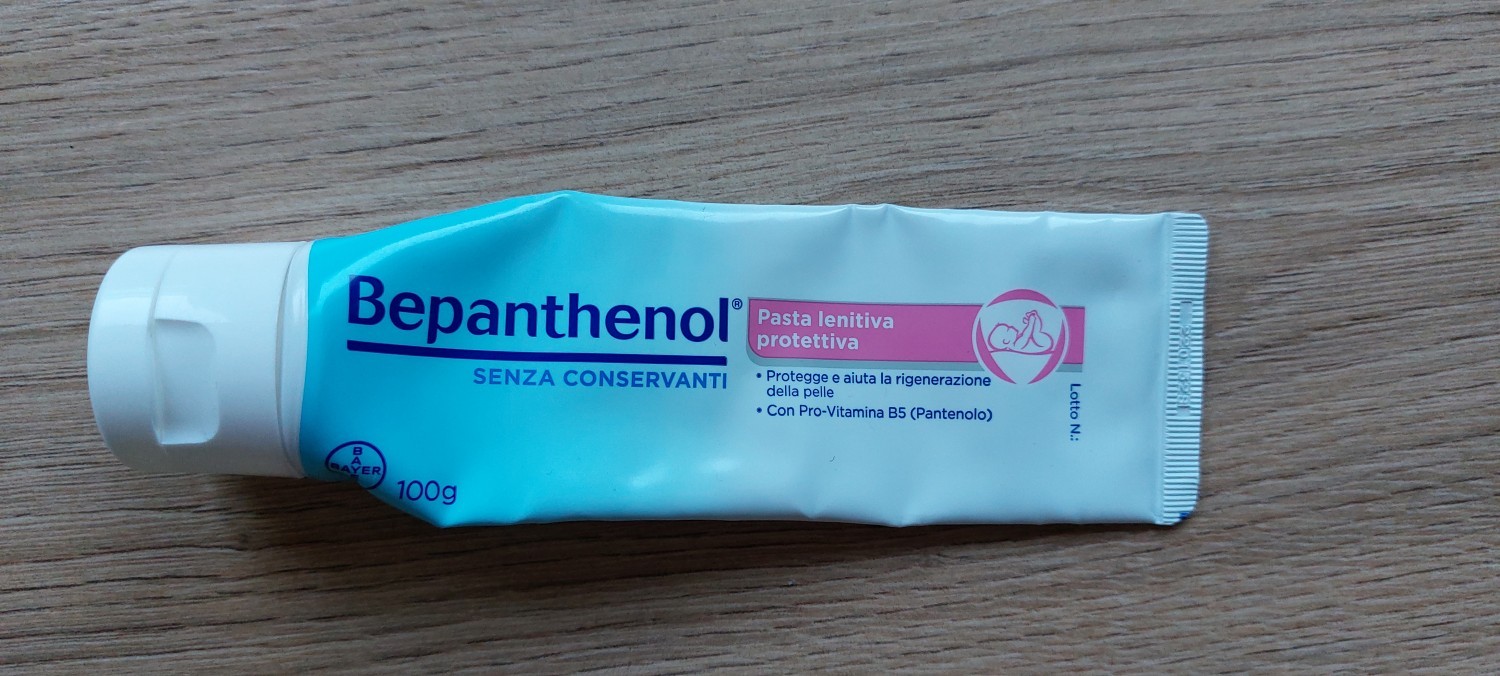 Bepanthenol®
SENZA CONSERVANTI
Pasta lenitiva
protettiva
• Protegge e aiuta la rigenerazione
della pelle
• Con Pro-Vitamina B5 (Pantenolo)
Lotto N.:
BAYER
100g